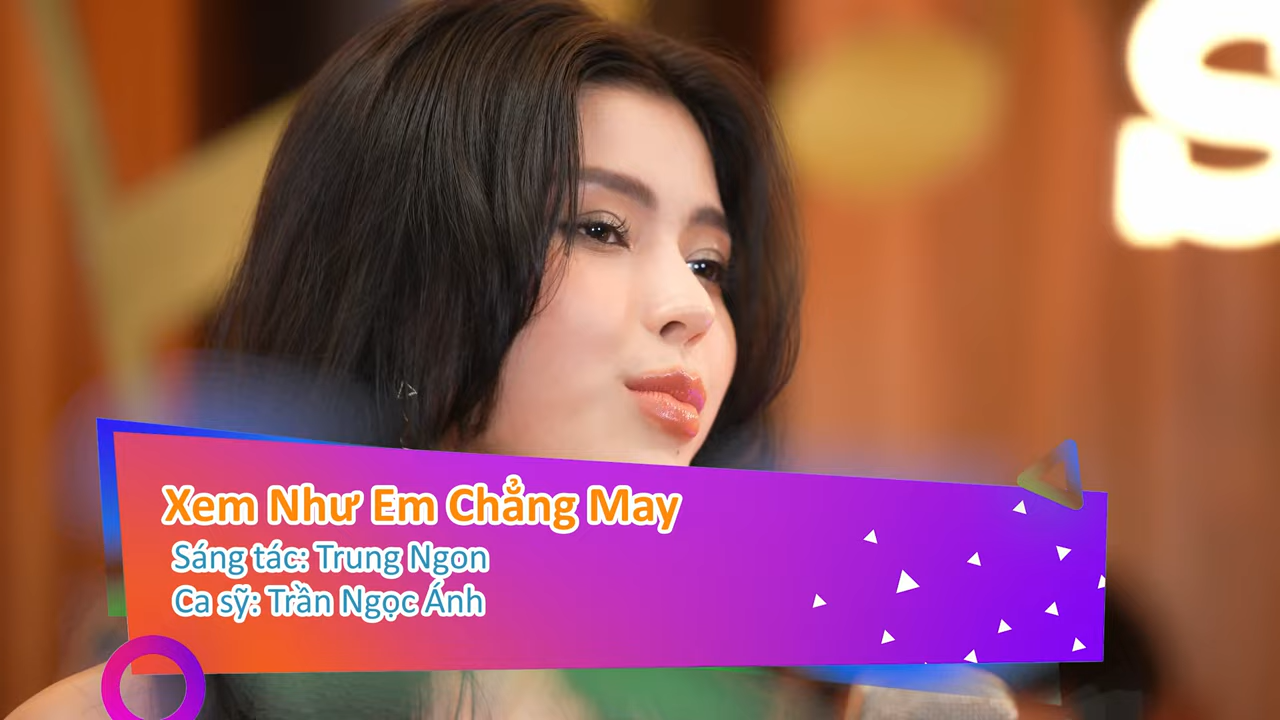 S
Xem Như Em Chẳng May
Sáng tác: Trung Ngon
Ca sỹ: Trần Ngọc Ánh